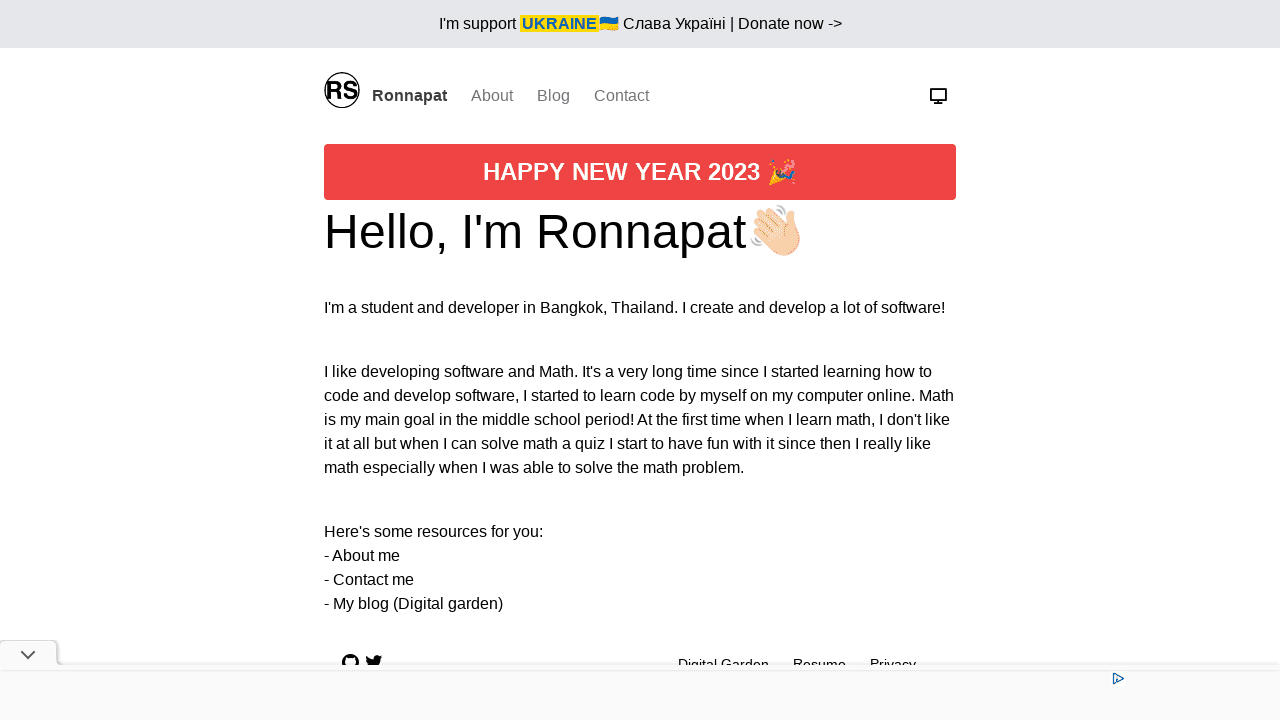 I'm support UKRAINE🇺🇦 Слава Україні | Donate now ->
RS Ronnapat About Blog Contact
HAPPY NEW YEAR 2023 🎉
Hello, I'm Ronnapat👋🏻
I'm a student and developer in Bangkok, Thailand. I create and develop a lot of software!
I like developing software and Math. It's a very long time since I started learning how to
code and develop software, I started to learn code by myself on my computer online. Math
is my main goal in the middle school period! At the first time when I learn math, I don't like
it at all but when I can solve math a quiz I start to have fun with it since then I really like
math especially when I was able to solve the math problem.
Here's some resources for you:
- About me
- Contact me
- My blog (Digital garden)
Digital Garden Resume Privacy